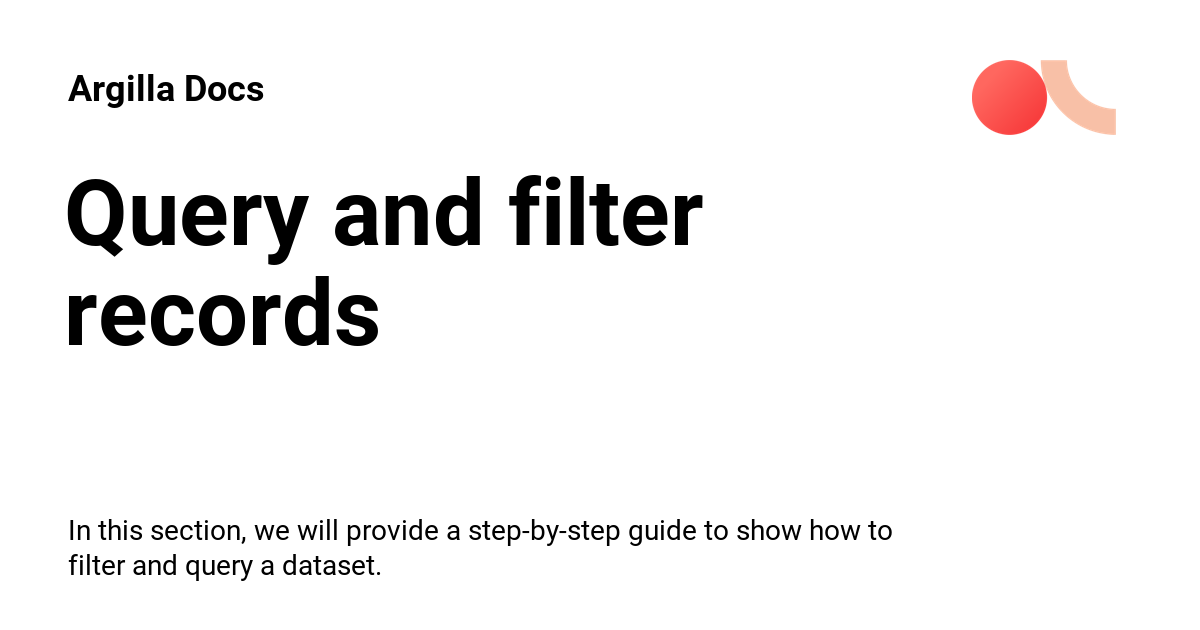 Argilla Docs
Query and filter
records
In this section, we will provide a step-by-step guide to show how to
filter and query a dataset.